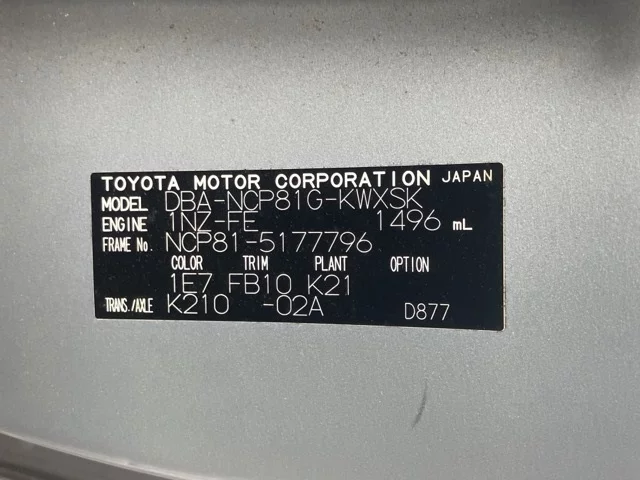 TOYOTA MOTOR CORPORATION JAPAN
MODEL DBA-NCP81G-KWXSK
ENGINE 1NZ-FE 1496 mL
FRAME No. NCP81-5177796
COLOR TRIM PLANT OPTION
1E7 FB10 K21
TRANS./AXLE K210 -02A D877